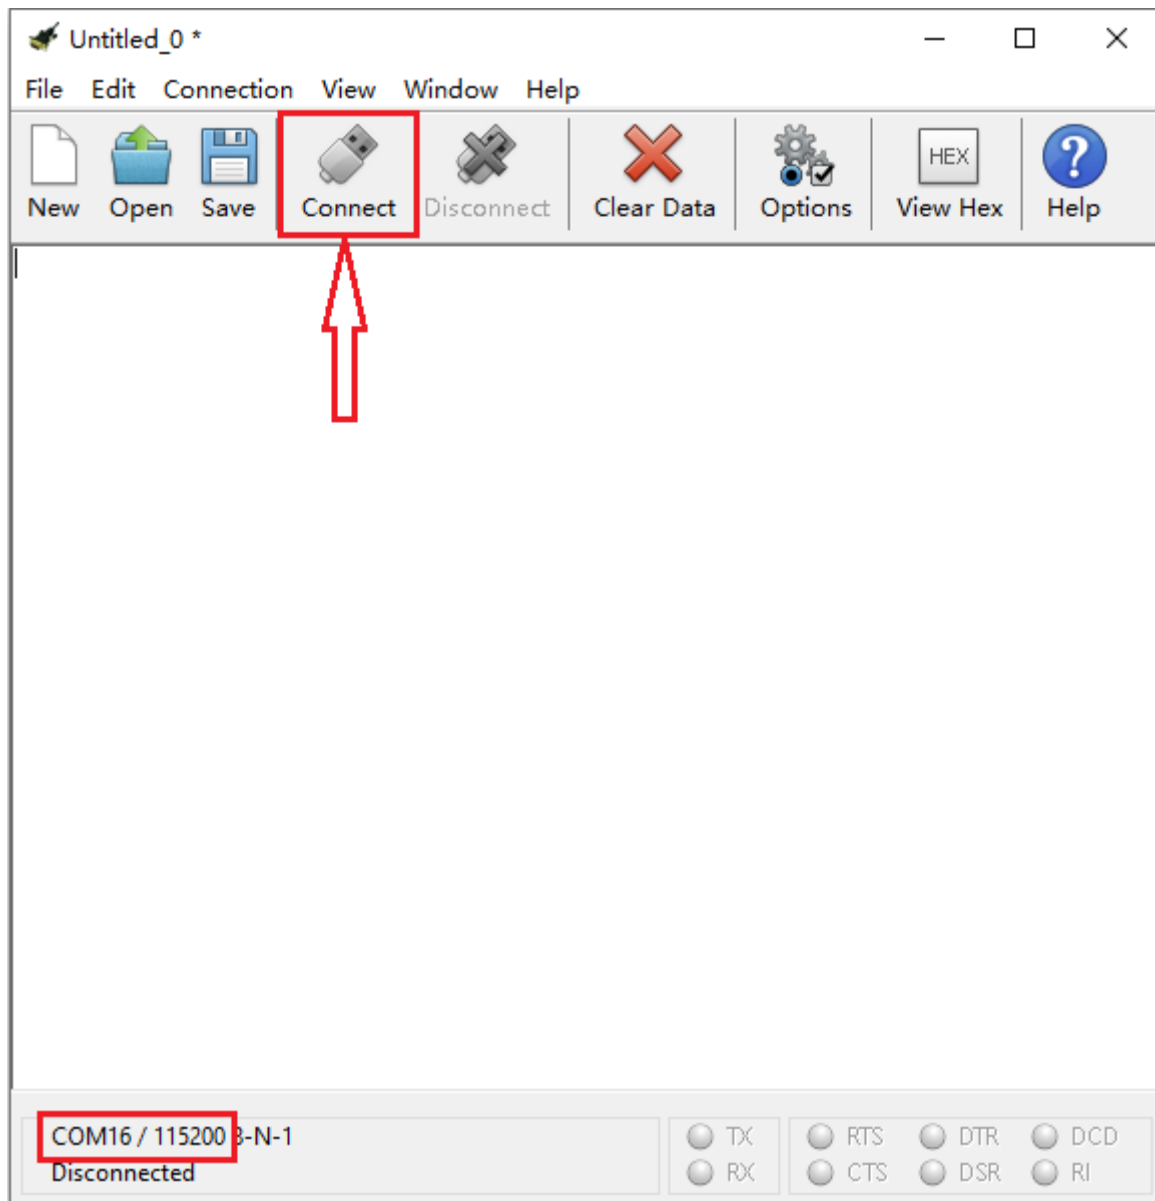 Untitled_0 *
File Edit Connection View Window Help
HEX
New Open Save Connect Disconnect Clear Data Options View Hex Help
COM16 / 115200 8-N-1
Disconnected
TX RTS DTR DCD
RX CTS DSR RI